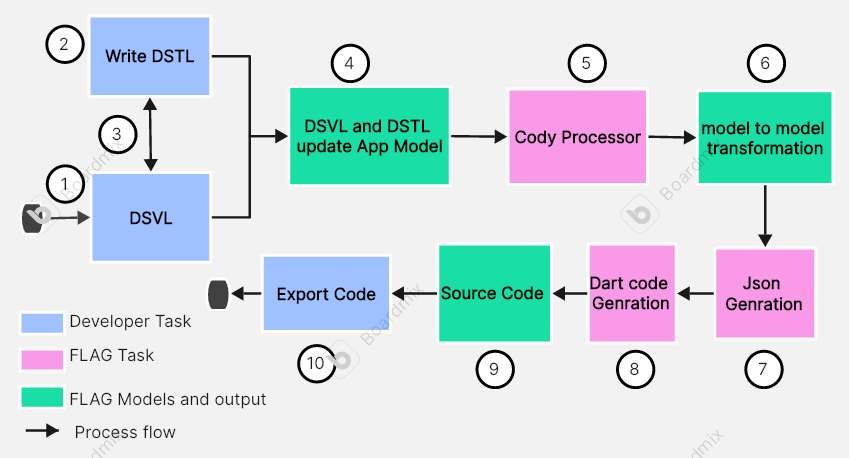 2
Write DSTL
3
1
DSVL
4
DSVL and DSTL
update App Model
5
Cody Processor
6
model to model
transformation
Json
Genration
7
Dart code
Genration
8
Source Code
9
Export Code
10
Developer Task
FLAG Task
FLAG Models and output
Process flow
Boardmix
Boardmix
Boardmix
dmix
dmix